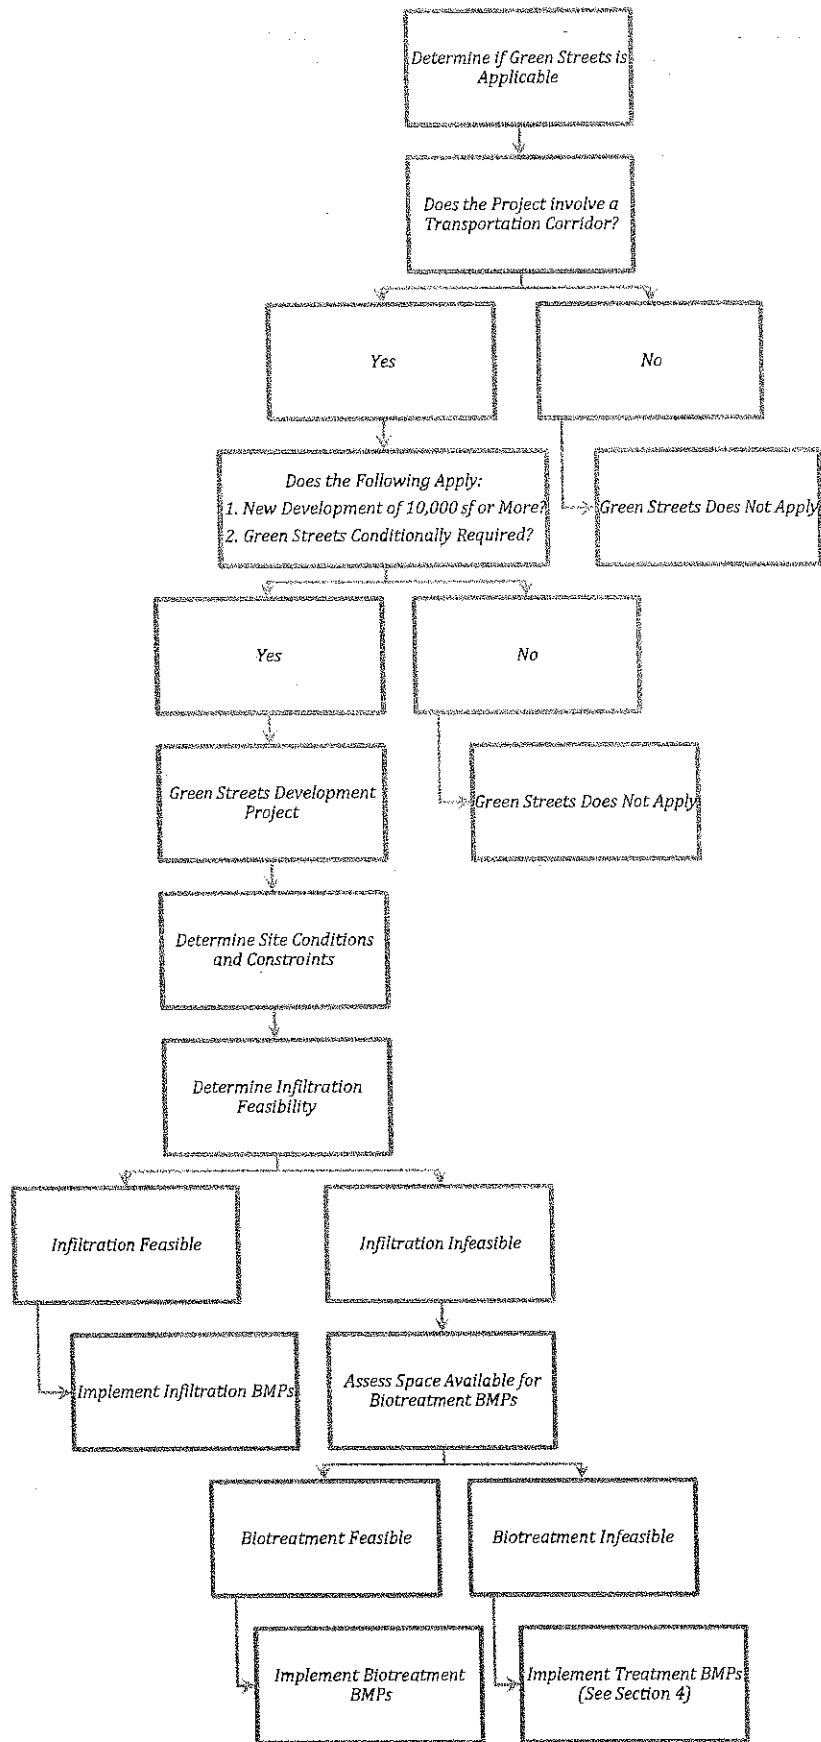 Determine if Green Streets is
Applicable
Does the Project involve a
Transportation Corridor?
Yes
No
Does the Following Apply:
1. New Development of 10,000 sf or More?
2. Green Streets Conditionally Required?
Green Streets Does Not Apply
Yes
No
Green Streets Development
Project
Green Streets Does Not Apply
Determine Site Conditions
and Constraints
Determine Infiltration
Feasibility
Infiltration Feasible
Infiltration Infeasible
Implement Infiltration BMPs
Assess Space Available for
Biotreatment BMPs
Biotreatment Feasible
Biotreatment Infeasible
Implement Biotreatment
BMPs
Implement Treatment BMPs
(See Section 4)